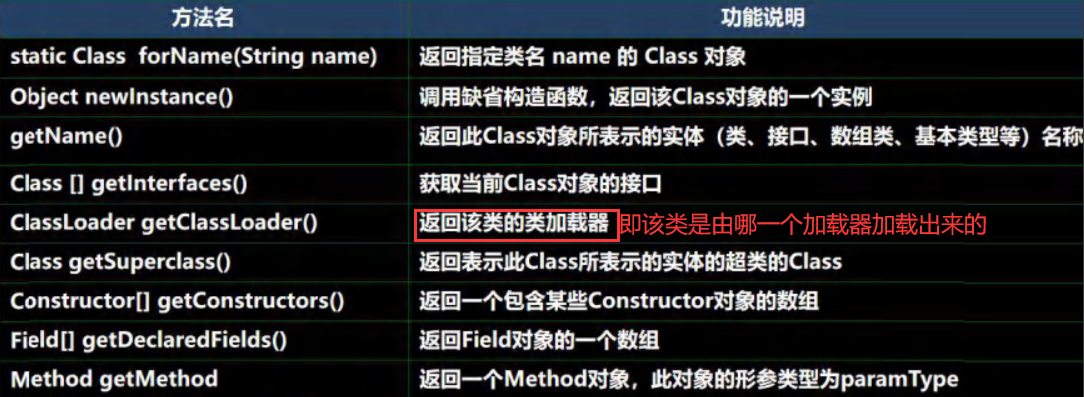 方法名 功能说明
static Class forName(String name) 返回指定类名 name 的 Class 对象
Object newInstance() 调用缺省构造函数，返回该Class对象的一个实例
getName() 返回此Class对象所表示的实体（类、接口、数组类、基本类型等）名称
Class [] getInterfaces() 获取当前Class对象的接口
ClassLoader getClassLoader() 返回该类的类加载器 即该类是由哪一个加载器加载出来的
Class getSuperclass() 返回表示此Class所表示的实体的超类的Class
Constructor[] getConstructors() 返回一个包含某些Constructor对象的数组
Field[] getDeclaredFields() 返回Field对象的一个数组
Method getMethod 返回一个Method对象，此对象的形参类型为paramType